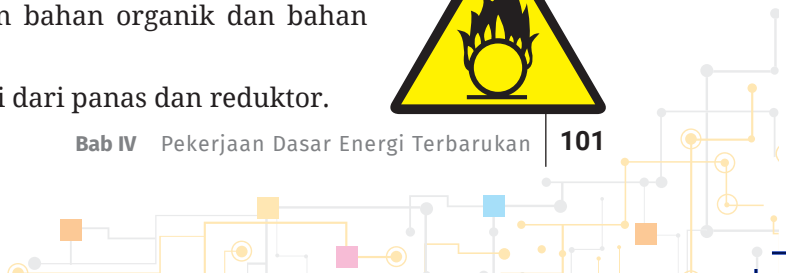 bahan organik dan bahan
dari panas dan reduktor.
Bab IV Pekerjaan Dasar Energi Terbarukan 101